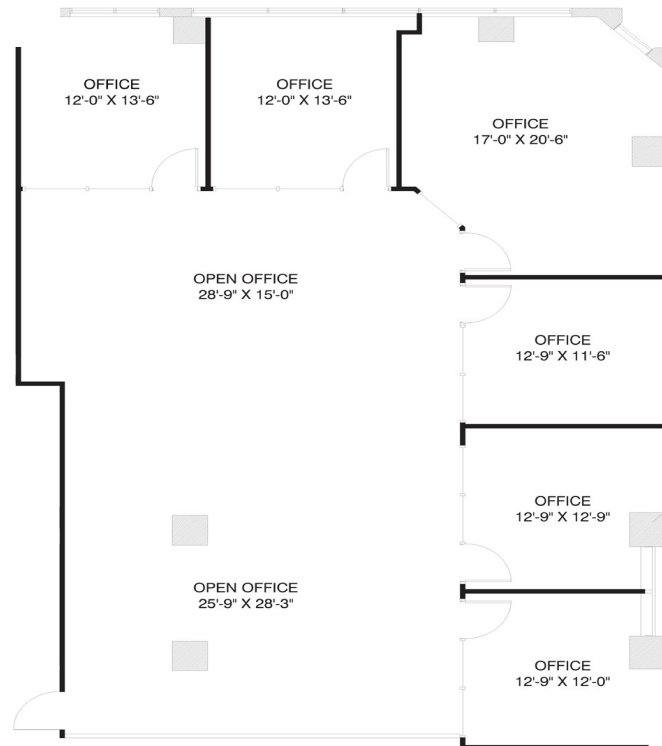 OFFICE
12'-0" X 13'-6"
OFFICE
12'-0" X 13'-6"
OFFICE
17'-0" X 20'-6"
OPEN OFFICE
28'-9" X 15'-0"
OFFICE
12'-9" X 11'-6"
OFFICE
12'-9" X 12'-9"
OPEN OFFICE
25'-9" X 28'-3"
OFFICE
12'-9" X 12'-0"